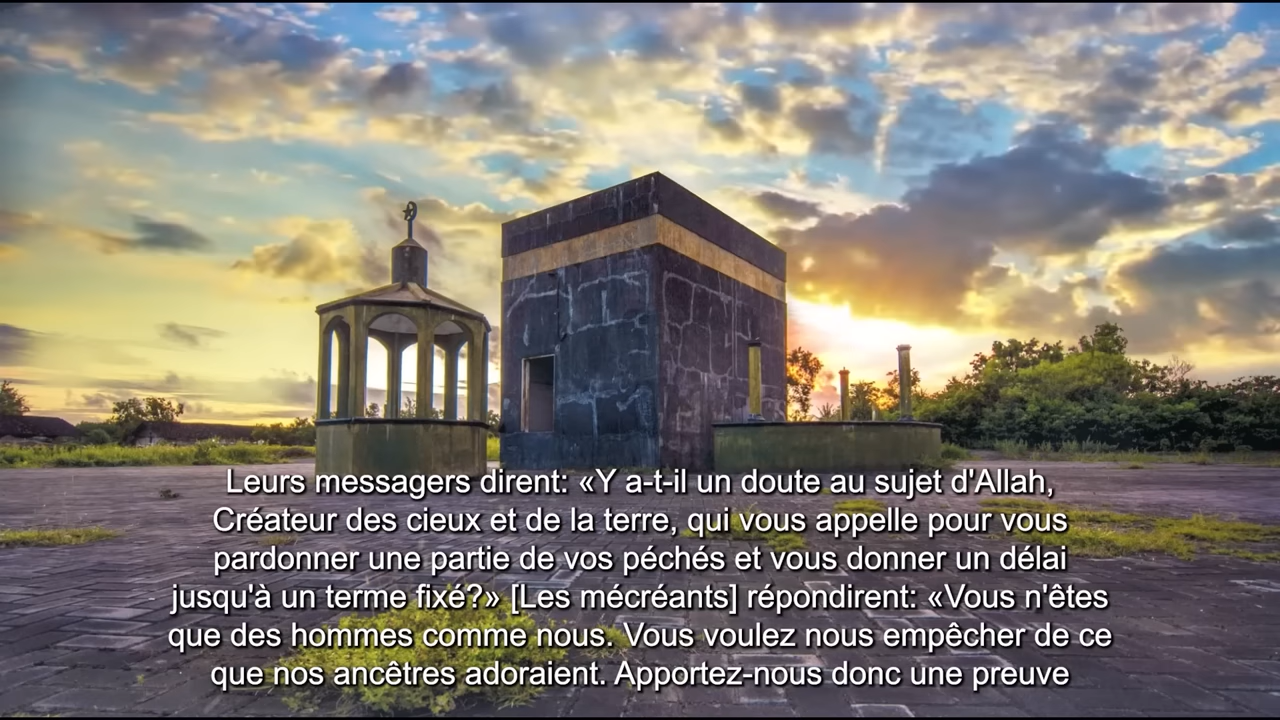 Leurs messagers dirent: «Y a-t-il un doute au sujet d'Allah,
Créateur des cieux et de la terre, qui vous appelle pour vous
pardonner une partie de vos péchés et vous donner un délai
jusqu'à un terme fixé?» [Les mécréants] répondirent: «Vous n'êtes
que des hommes comme nous. Vous voulez nous empêcher de ce
que nos ancêtres adoraient. Apportez-nous donc une preuve